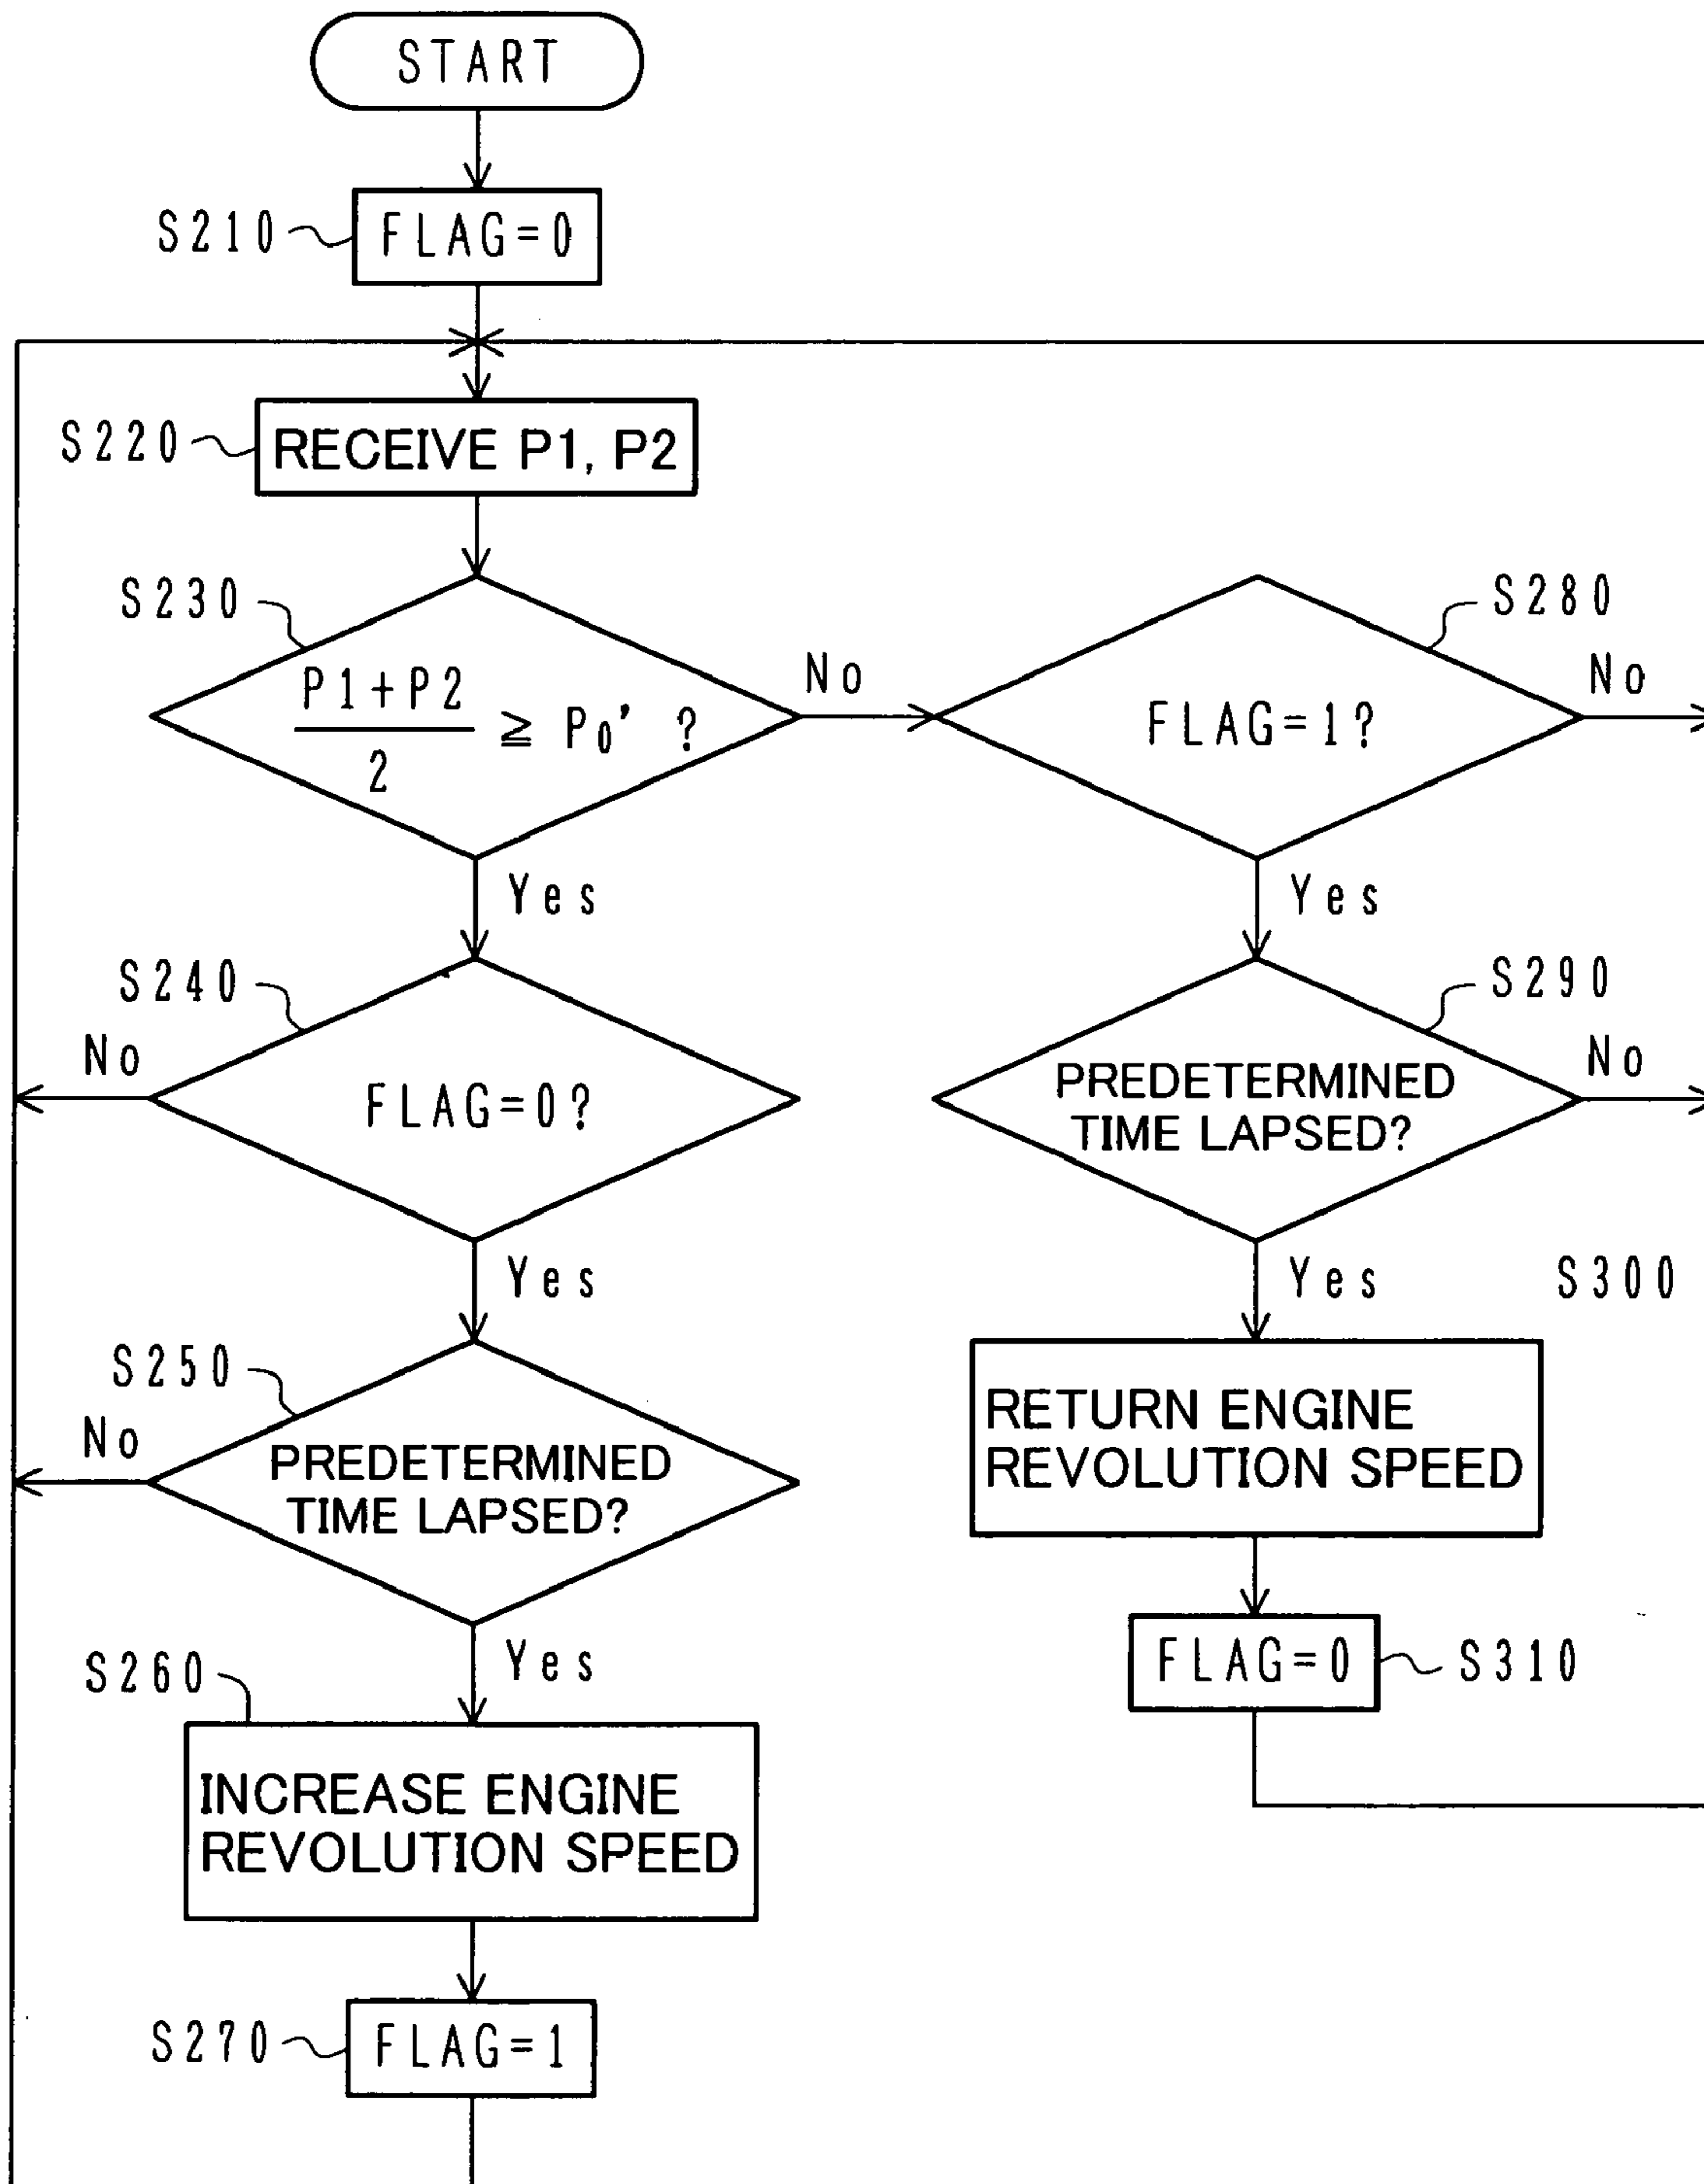 START
S210
FLAG=0
S220
RECEIVE P1, P2
S230
P1+P2
2
≧ P₀' ?
No
Yes
S240
FLAG=0?
No
Yes
S250
PREDETERMINED
TIME LAPSED?
No
Yes
S260
INCREASE ENGINE
REVOLUTION SPEED
S270
FLAG=1
S280
FLAG=1?
No
Yes
S290
PREDETERMINED
TIME LAPSED?
No
Yes
S300
RETURN ENGINE
REVOLUTION SPEED
FLAG=0
S310